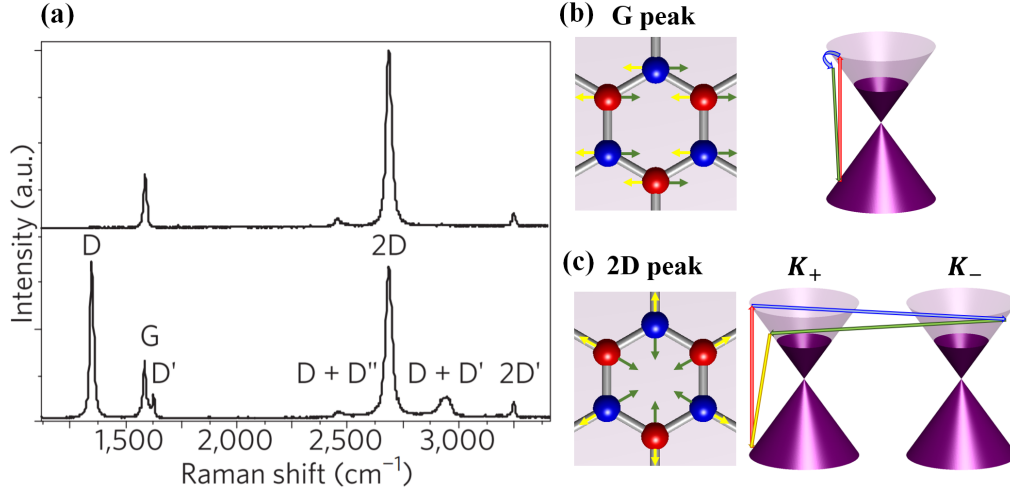 (a)
Intensity (a.u.)
D
G
D'
2D
D + D"
D + D'
2D'
1,500
2,000
2,500
3,000
Raman shift (cm⁻¹)
(b) G peak
(c) 2D peak
K₊
K₋